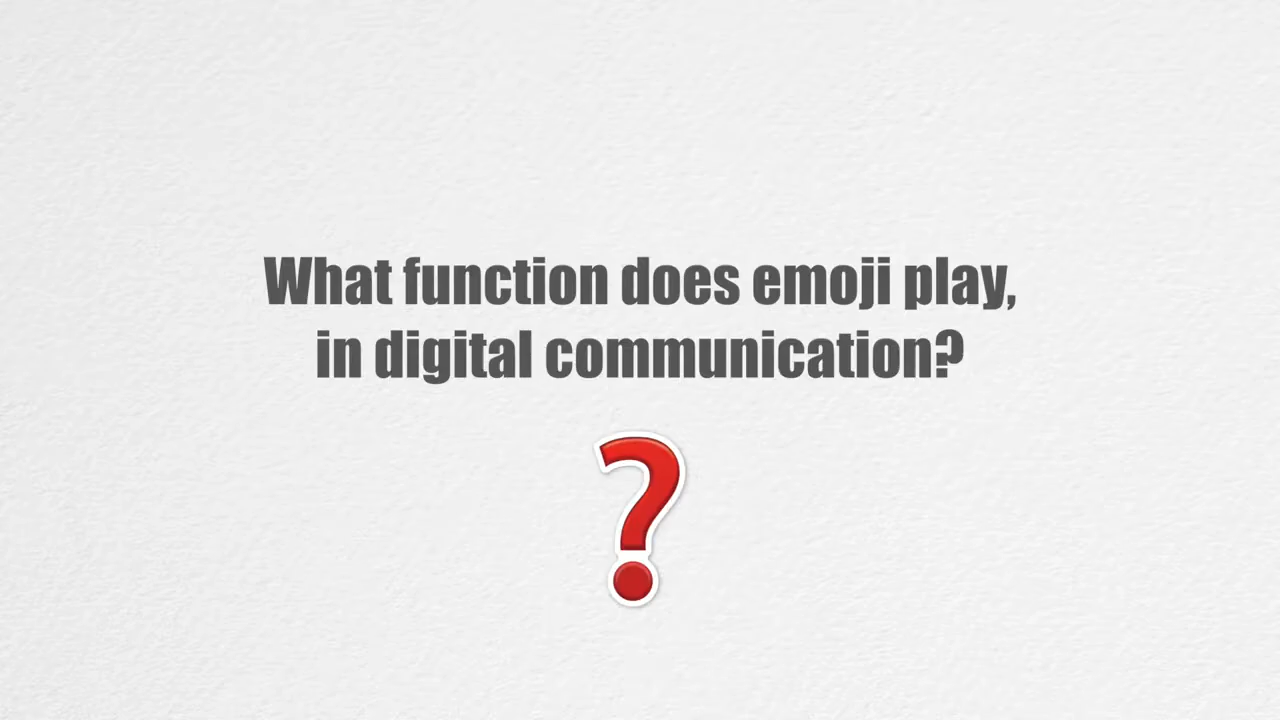 What function does emoji play,
in digital communication?
❓